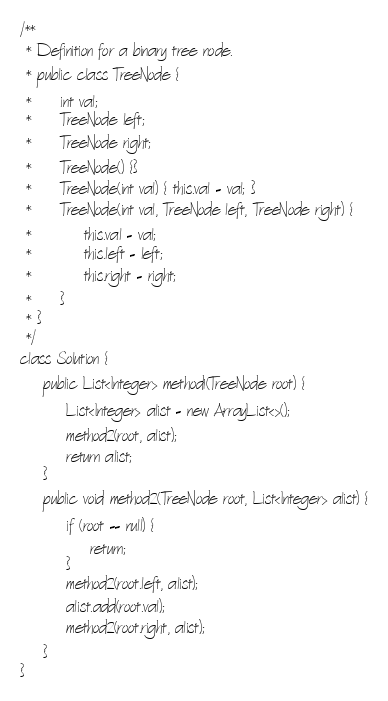 /**
 * Definition for a binary tree node.
 * public class TreeNode {
 *     int val;
 *     TreeNode left;
 *     TreeNode right;
 *     TreeNode() {}
 *     TreeNode(int val) { this.val = val; }
 *     TreeNode(int val, TreeNode left, TreeNode right) {
 *         this.val = val;
 *         this.left = left;
 *         this.right = right;
 *     }
 * }
 */
class Solution {
    public List<Integer> method1(TreeNode root) {
        List<Integer> alist = new ArrayList<>();
        method2(root, alist);
        return alist;
    }
    public void method2(TreeNode root, List<Integer> alist) {
        if (root == null) {
            return;
        }
        method2(root.left, alist);
        alist.add(root.val);
        method2(root.right, alist);
    }
}